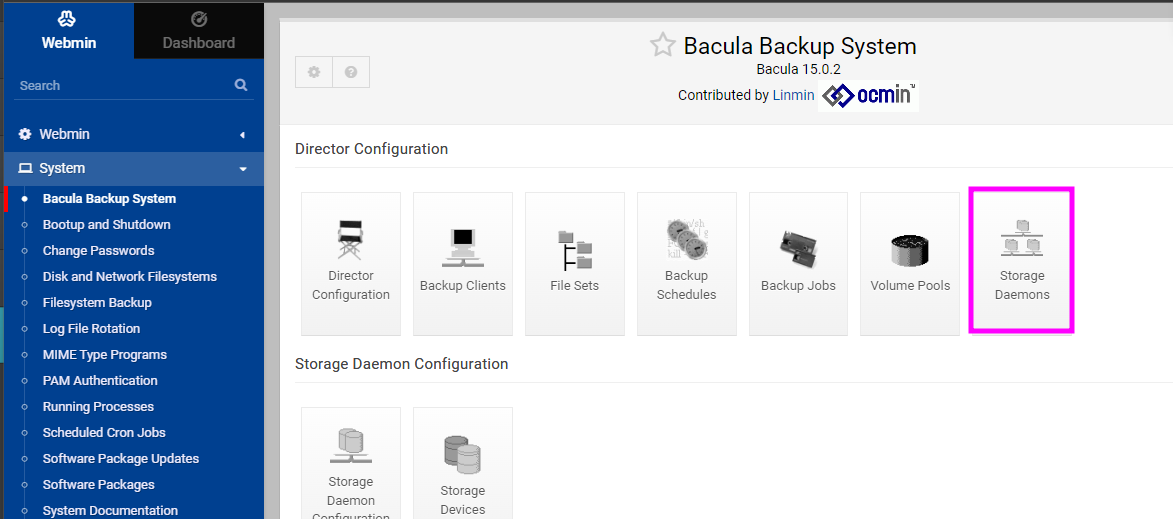 Webmin
Dashboard
Search
Webmin
System
Bacula Backup System
Bootup and Shutdown
Change Passwords
Disk and Network Filesystems
Filesystem Backup
Log File Rotation
MIME Type Programs
PAM Authentication
Running Processes
Scheduled Cron Jobs
Software Package Updates
Software Packages
System Documentation
Bacula Backup System
Bacula 15.0.2
Contributed by Linmin ocmin™
Director Configuration
Director
Configuration
Backup Clients
File Sets
Backup
Schedules
Backup Jobs
Volume Pools
Storage
Daemons
Storage Daemon Configuration
Storage
Daemon
Configuration
Storage
Devices